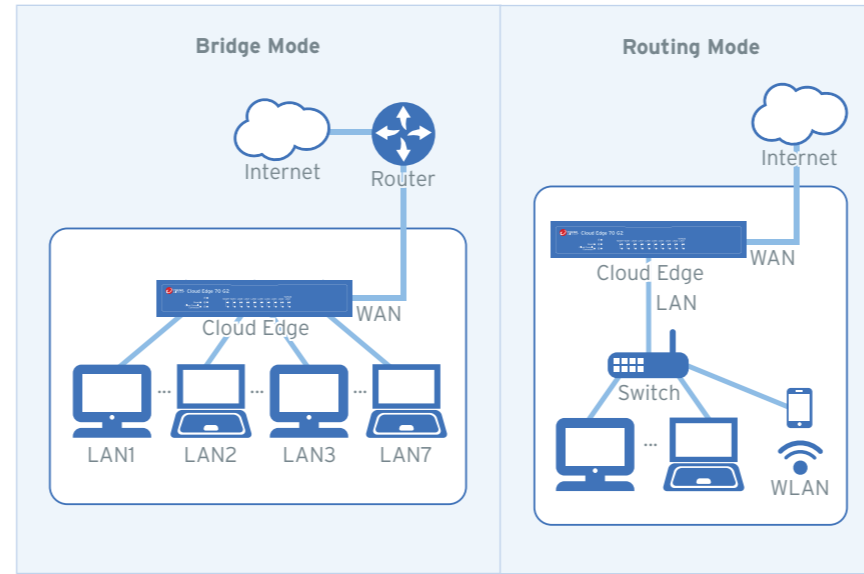 Bridge Mode
Internet
Router
Cloud Edge 70 G2
WAN
Cloud Edge
...
...
...
LAN1
LAN2
LAN3
LAN7
Routing Mode
Internet
Cloud Edge 70 G2
WAN
Cloud Edge
LAN
Switch
...
WLAN